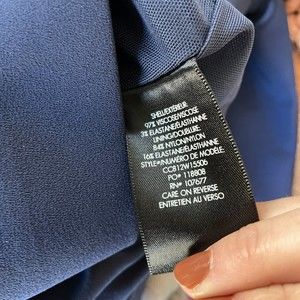 SHELL/EXTÉRIEUR:
97% VISCOSE/VISCOSE
3% ELASTANE/ÉLASTHANNE
LINING/DOUBLURE:
84% NYLON/NYLON
16% ELASTANE/ÉLASTHANNE
STYLE#/NUMÉRO DE MODÈLE:
CC812W15506
PO# 118808
RN# 107677
CARE ON REVERSE
ENTRETIEN AU VERSO